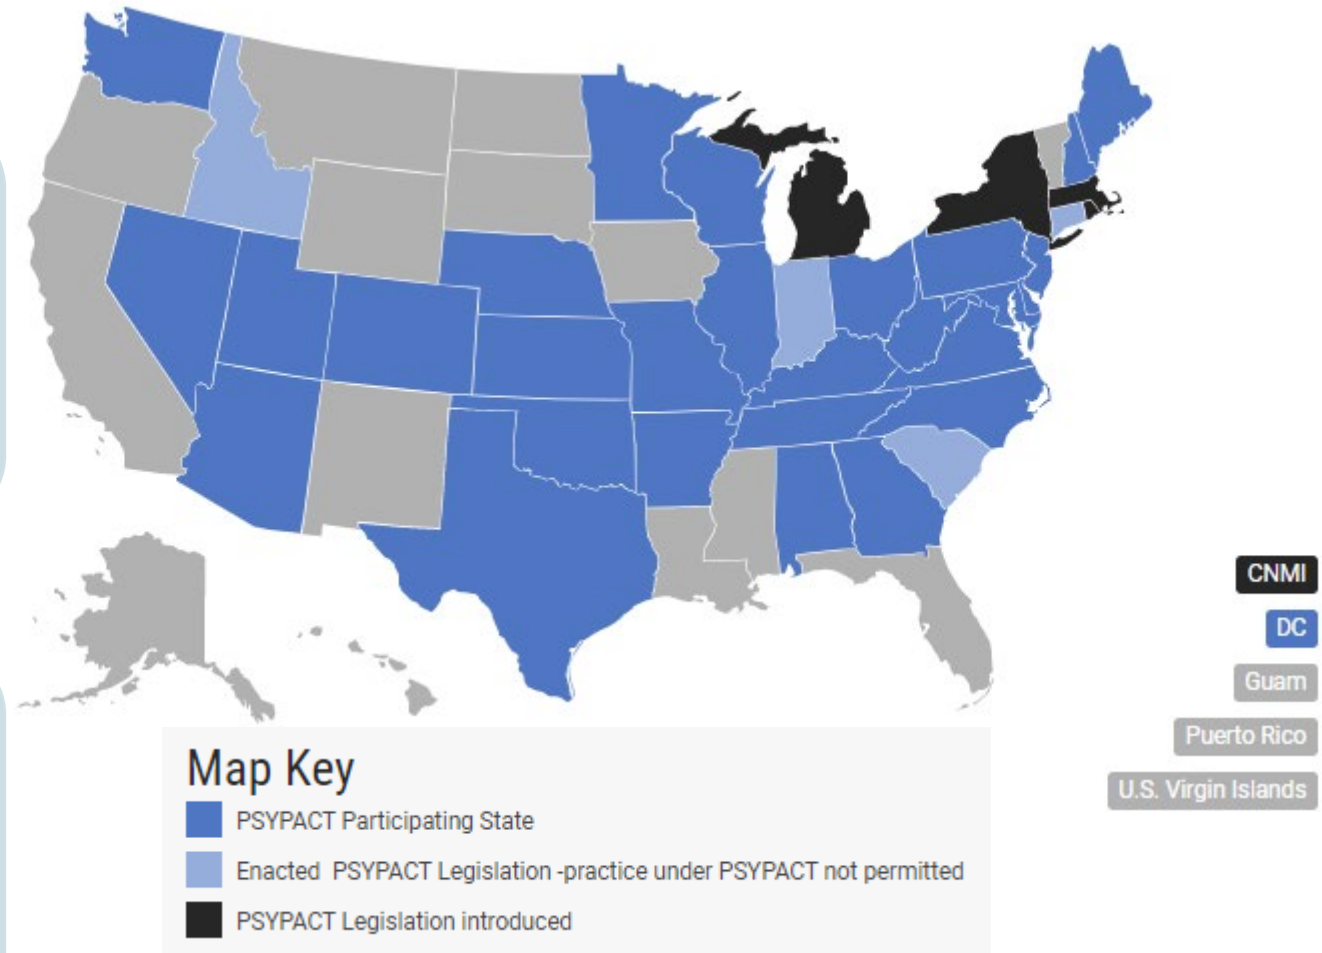 CNMI
DC
Guam
Puerto Rico
U.S. Virgin Islands
Map Key
PSYPACT Participating State
Enacted  PSYPACT Legislation -practice under PSYPACT not permitted
PSYPACT Legislation introduced